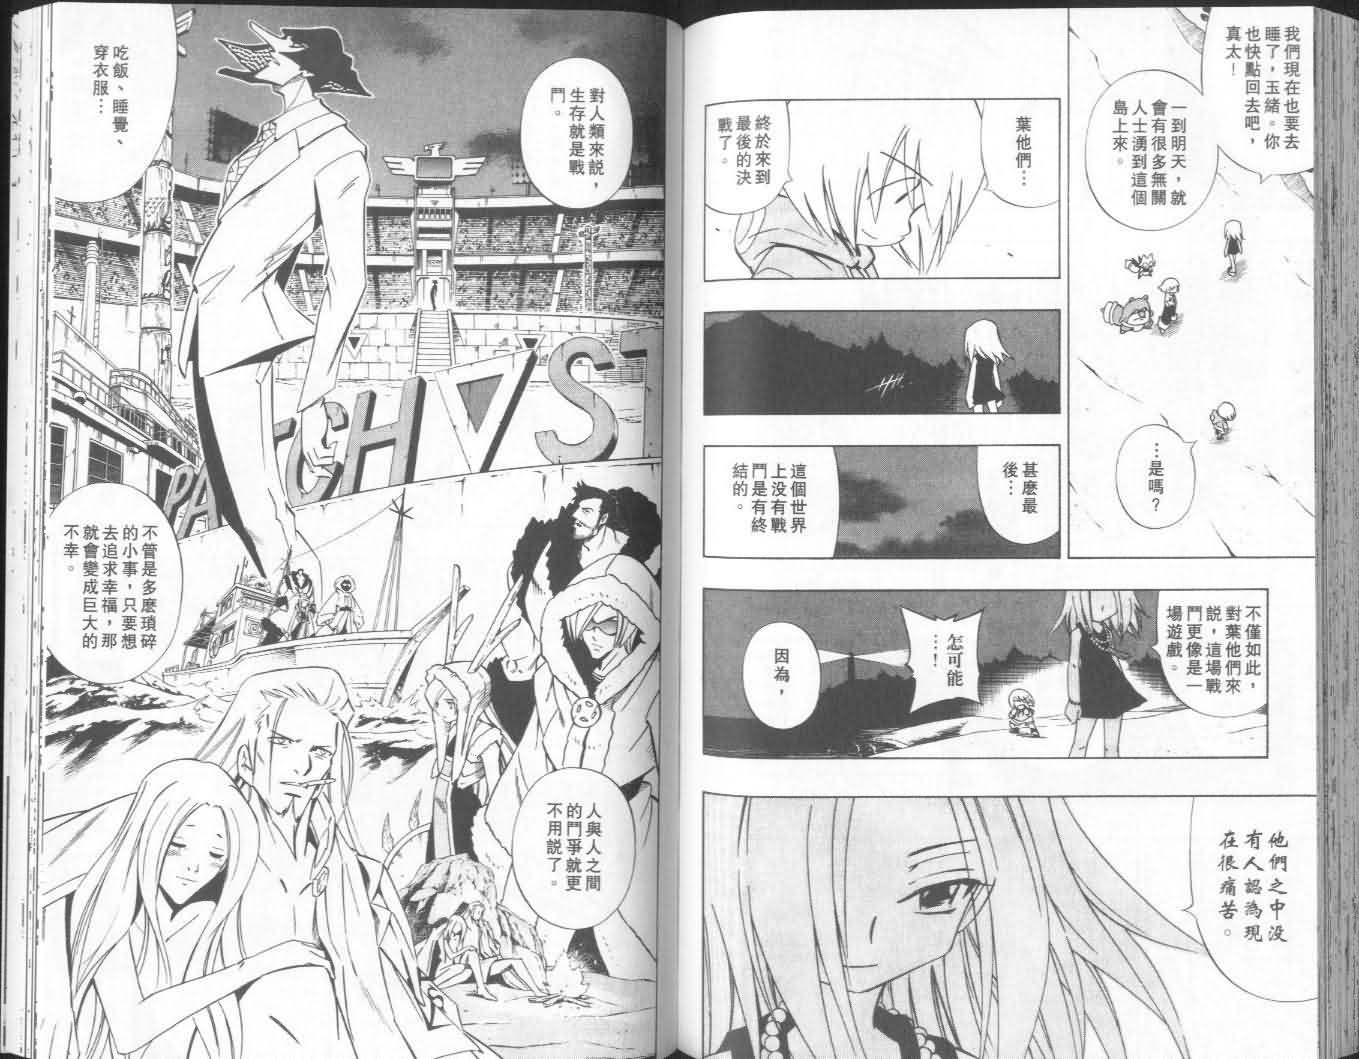 我們現在也要去
睡了，玉緒。你
也快點回去吧，
真太！
一到明天，就
會有很多無關
人士湧到這個
島上來。
…是嗎？
葉他們…
終於來到
最後的決
戰了。
甚麽最
後…
這個世界
上没有戰
鬥是有終
結的。
不僅如此，
對葉他們來
説，這場戰
鬥更像是一
場遊戲。
怎可能
…！
因為，
他們之中没
有人認為現
在很痛苦。
對人類來説，
生存就是戰
鬥。
吃飯、睡覺、
穿衣服…
PATCH ST
不管是多麽瑣碎
的小事，只要想
去追求幸福，那
就會變成巨大的
不幸。
人與人之間
的鬥爭就更
不用説了。